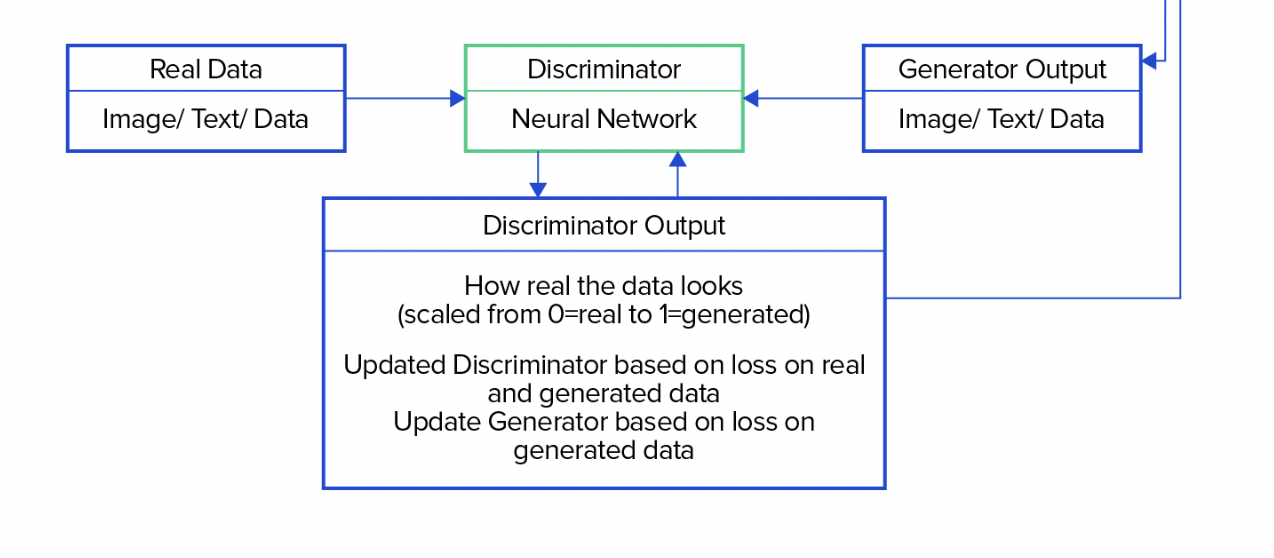 Real Data
Image/ Text/ Data
Discriminator
Neural Network
Generator Output
Image/ Text/ Data
Discriminator Output
How real the data looks
(scaled from 0=real to 1=generated)
Updated Discriminator based on loss on real
and generated data
Update Generator based on loss on
generated data